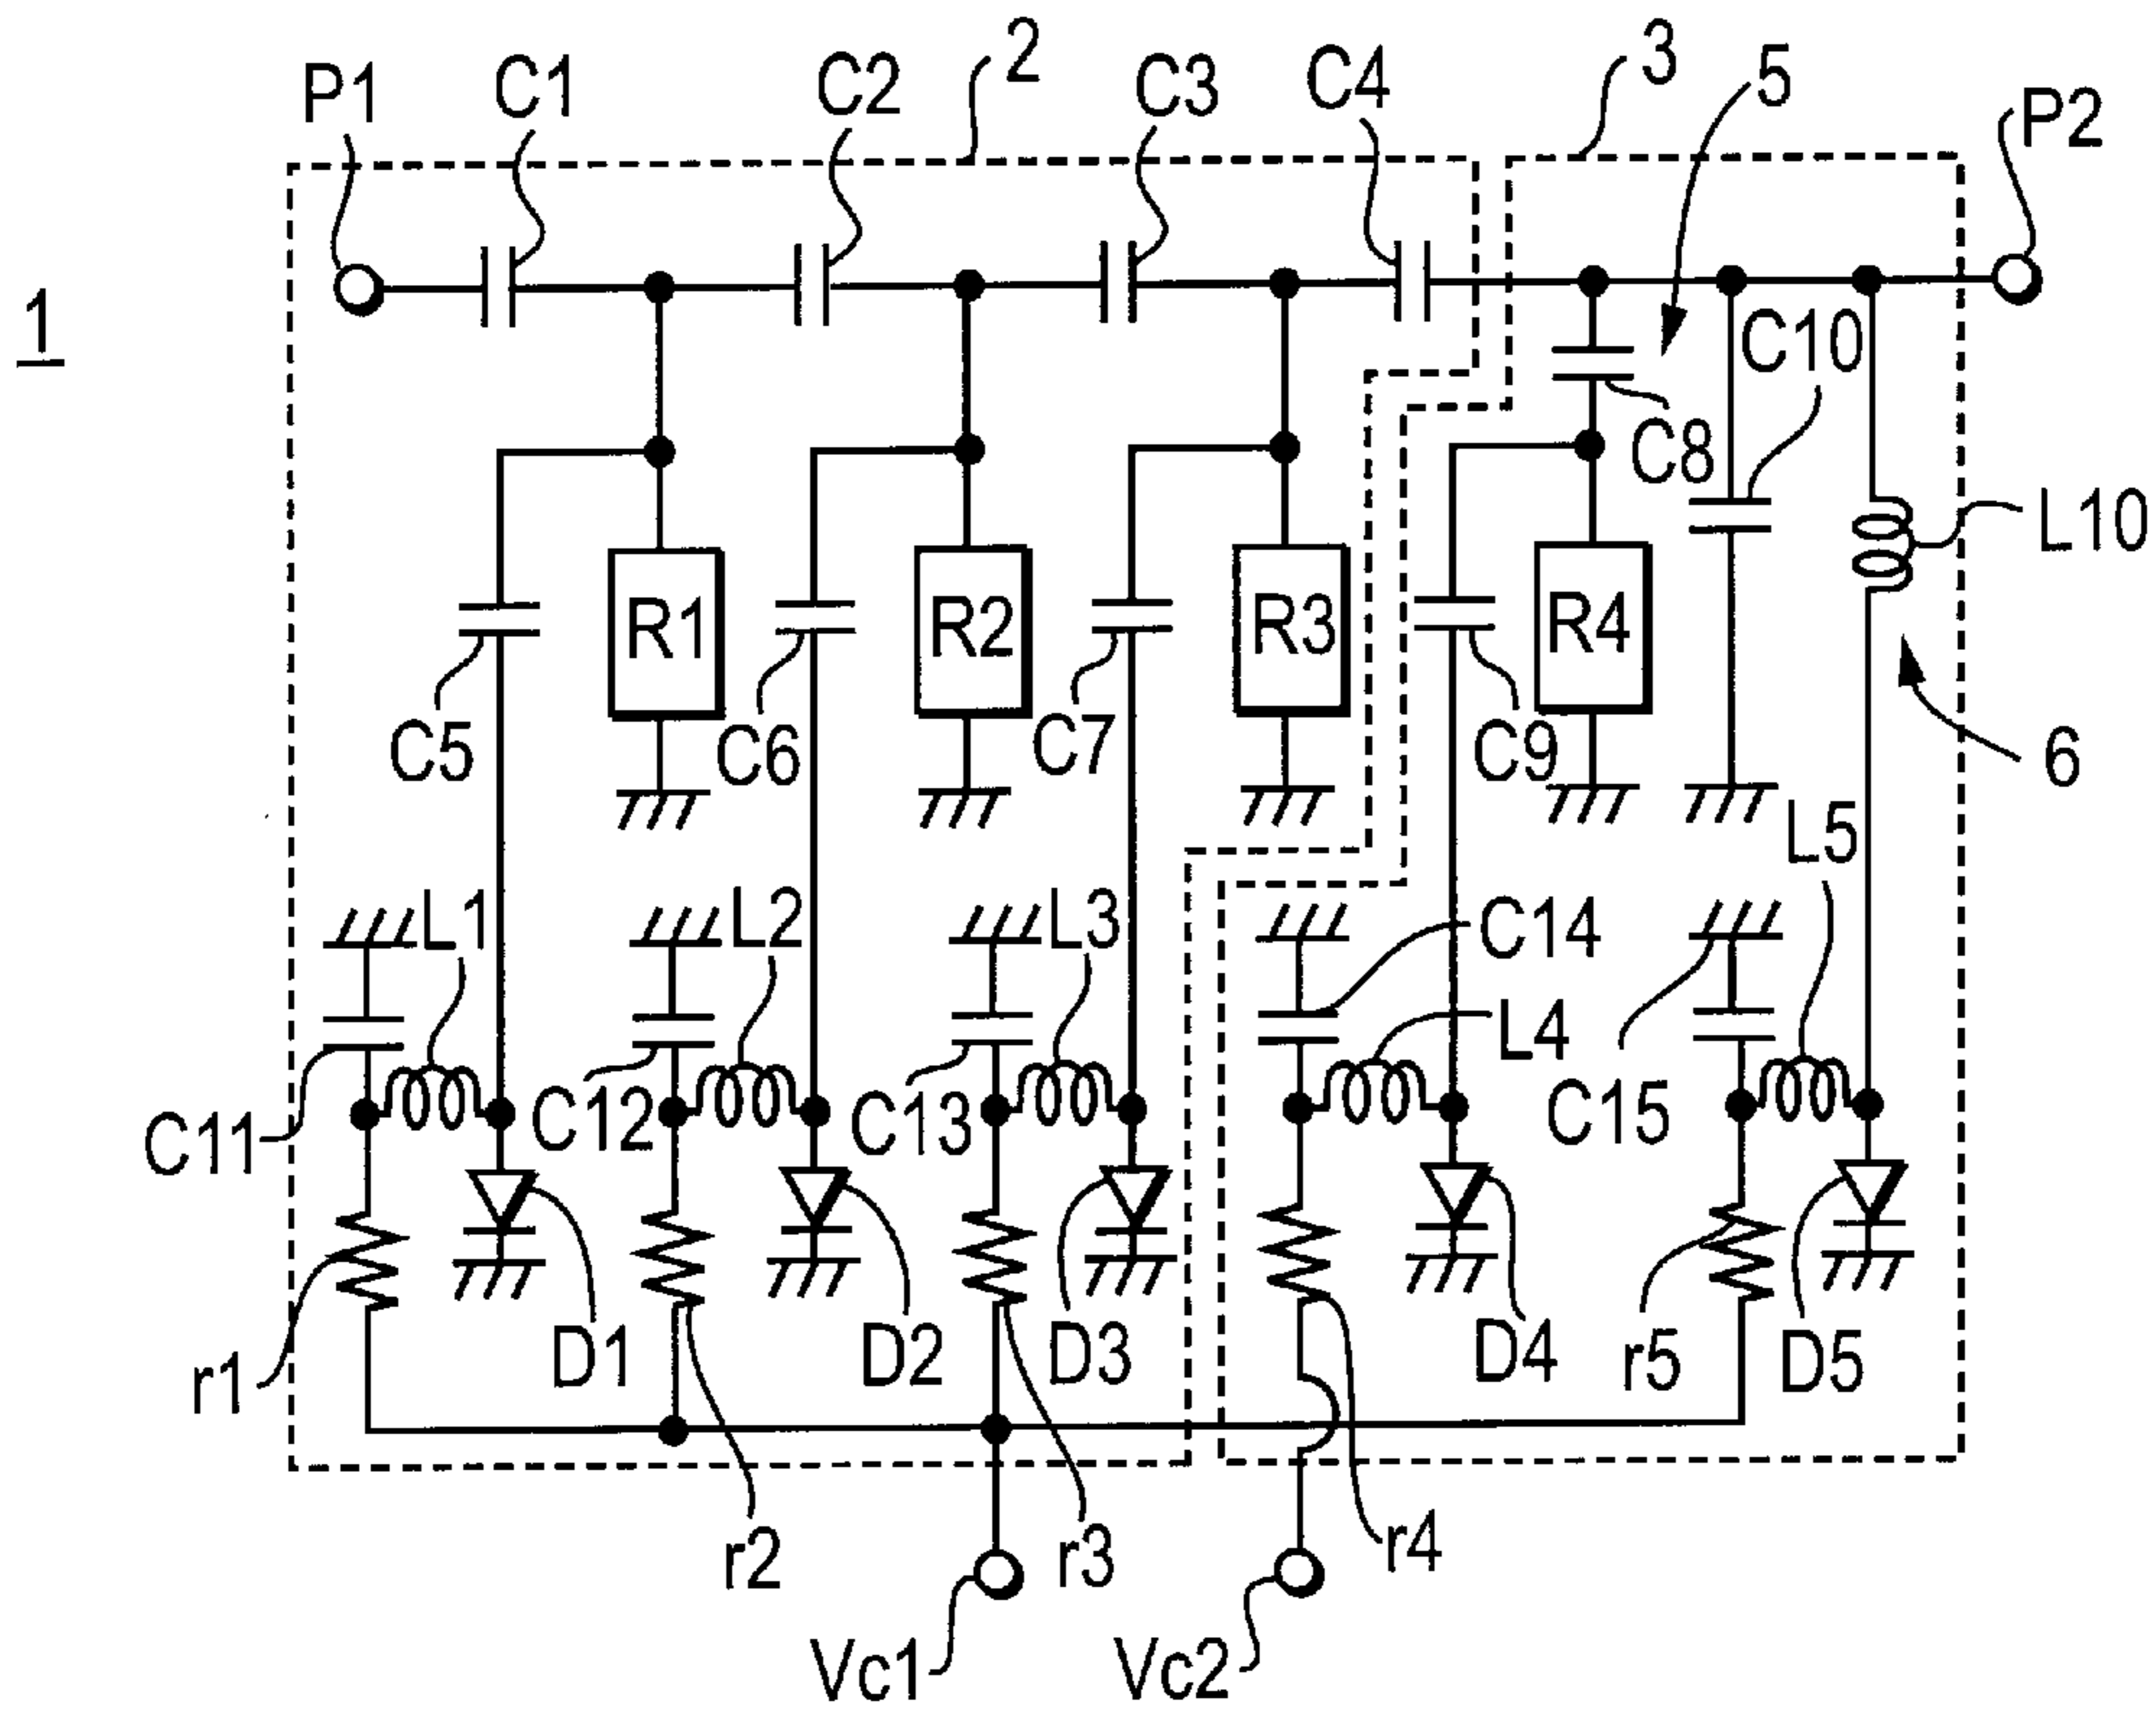 P1 C1 C2 2 C3 C4 3 5 P2
1
C10
C8
L10
R1 R2 R3 R4
C5 C6 C7 C9 6
L5
L1 L2 L3 C14
L4
C11 C12 C13 C15
r1 D1 D2 D3 D4 r5 D5
r2 r3 r4
Vc1 Vc2